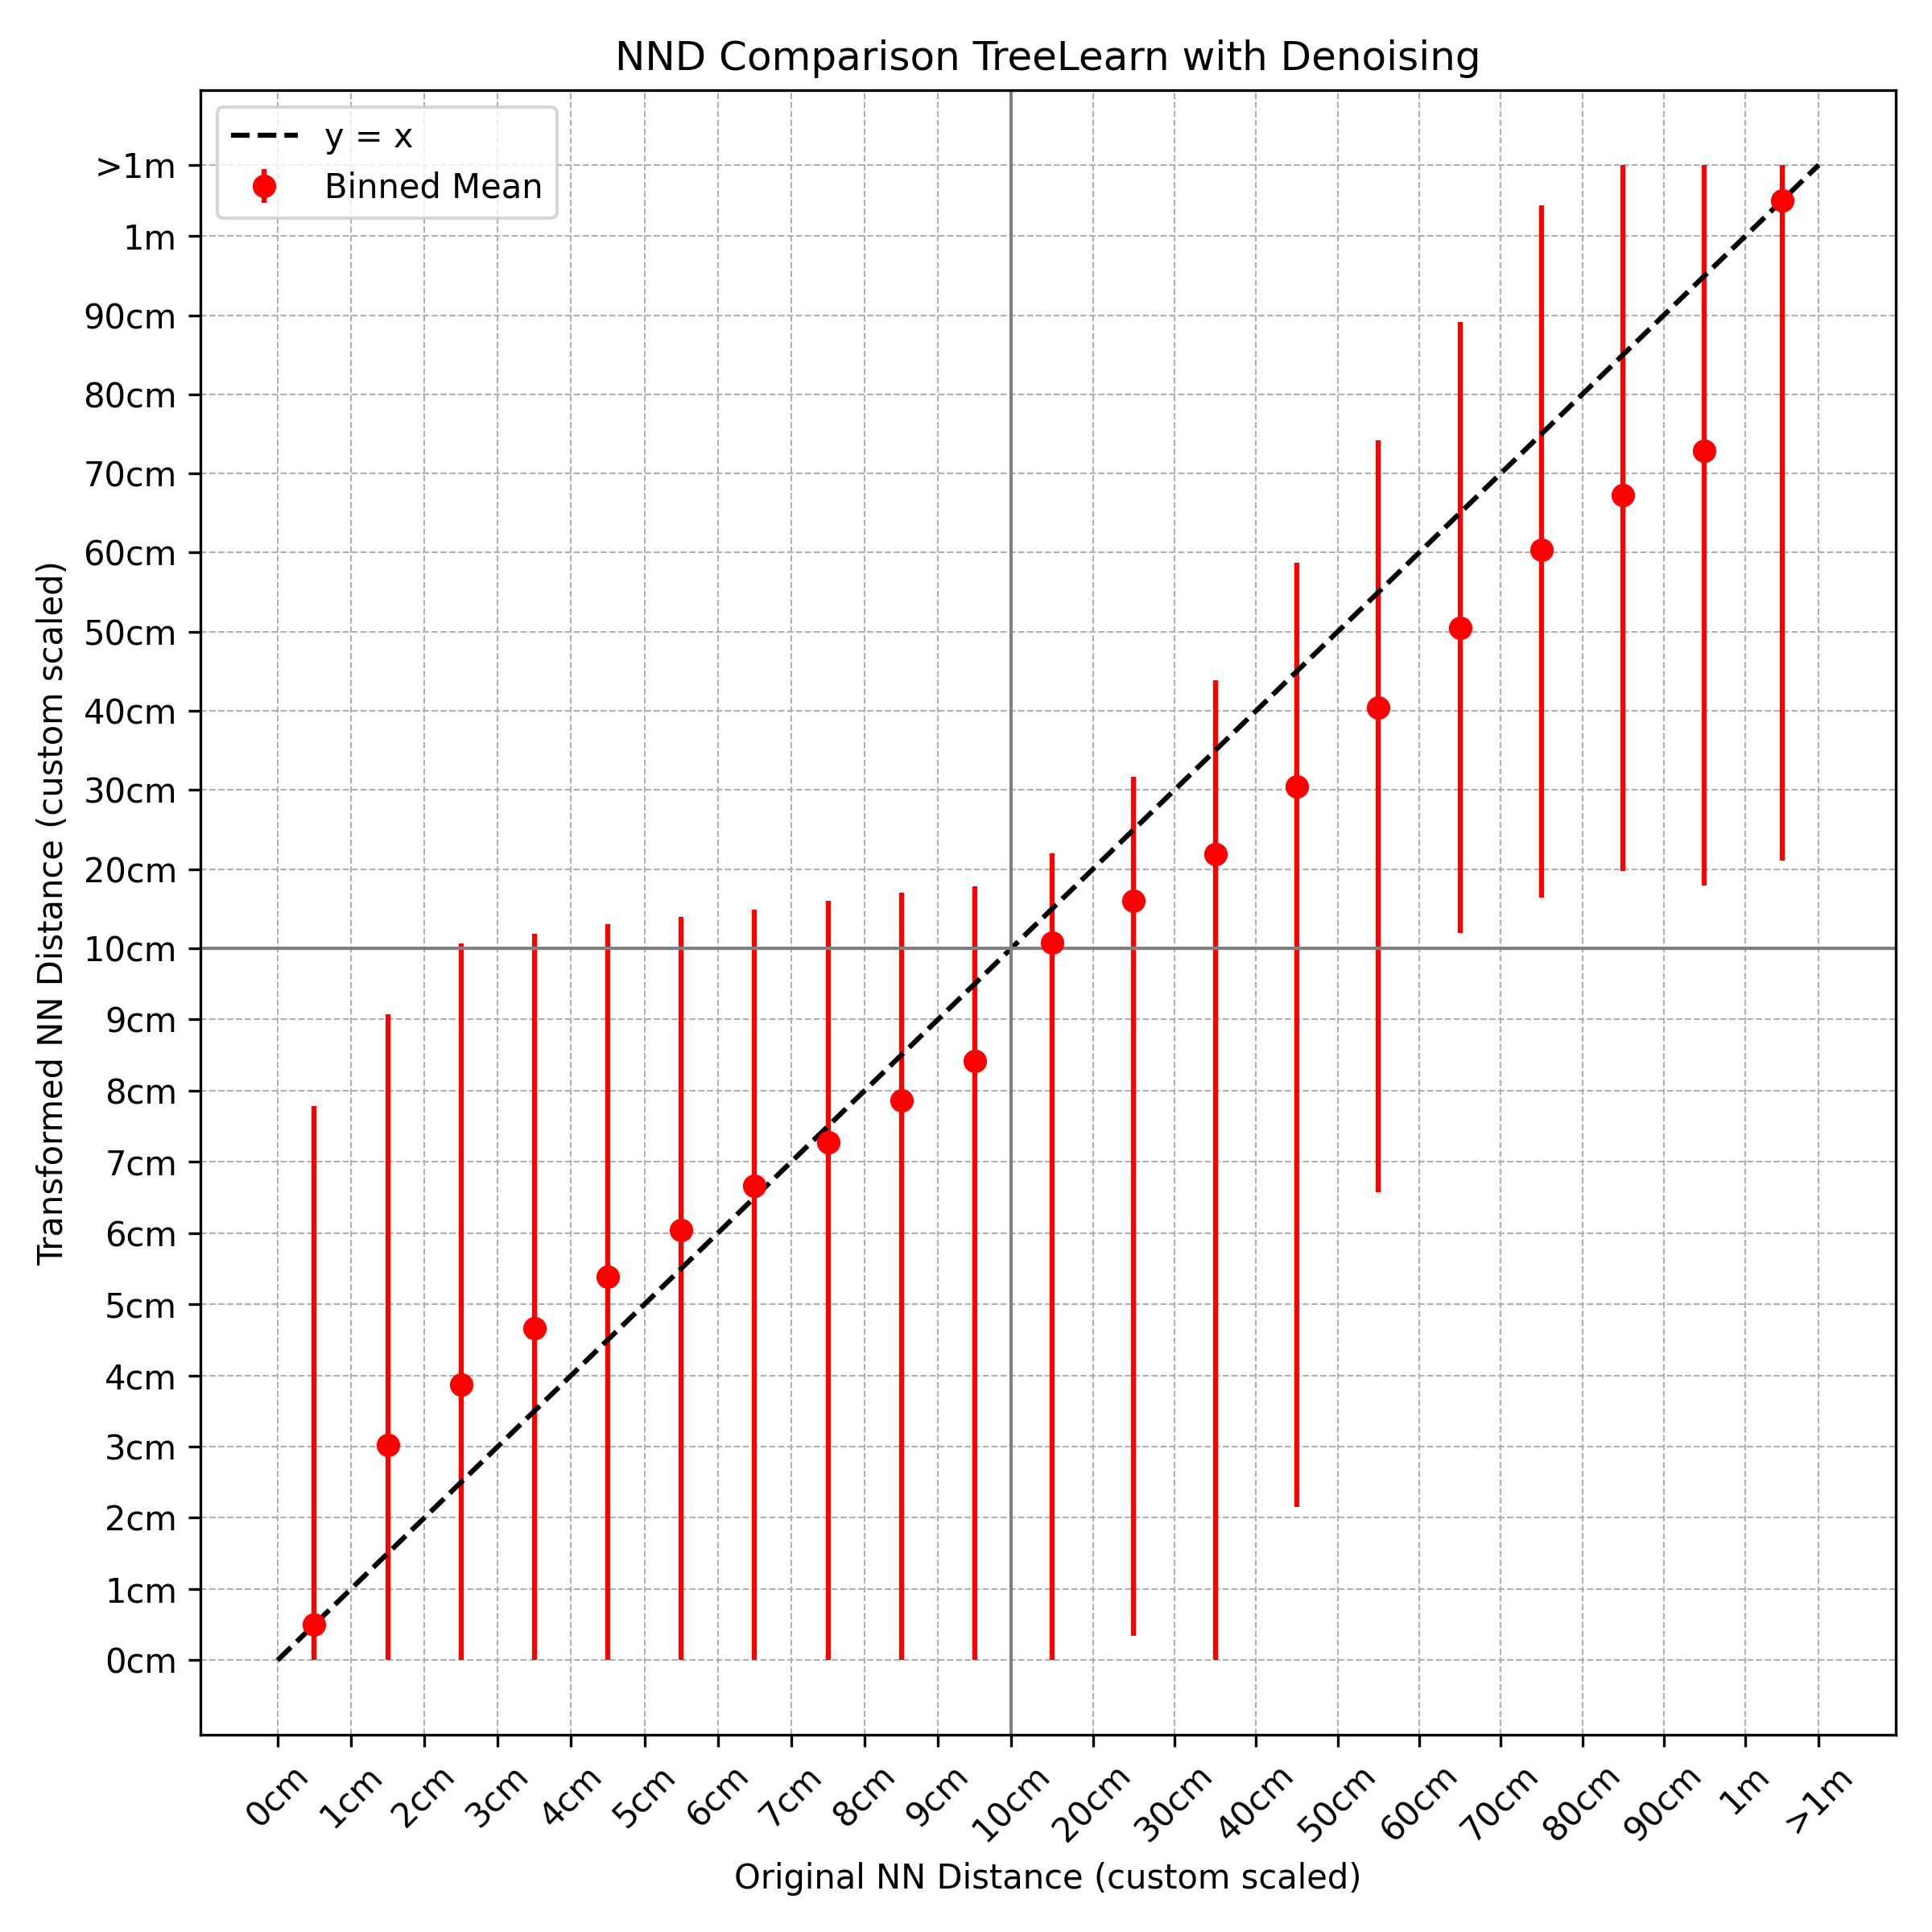 NND Comparison TreeLearn with Denoising
y = x
Binned Mean
Transformed NN Distance (custom scaled)
>1m
1m
90cm
80cm
70cm
60cm
50cm
40cm
30cm
20cm
10cm
9cm
8cm
7cm
6cm
5cm
4cm
3cm
2cm
1cm
0cm
0cm
1cm
2cm
3cm
4cm
5cm
6cm
7cm
8cm
9cm
10cm
20cm
30cm
40cm
50cm
60cm
70cm
80cm
90cm
1m
>1m
Original NN Distance (custom scaled)